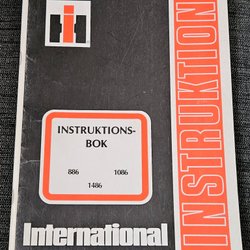 INSTRUKTIONS-
BOK
886 1086
1486
International
INSTRUKTION